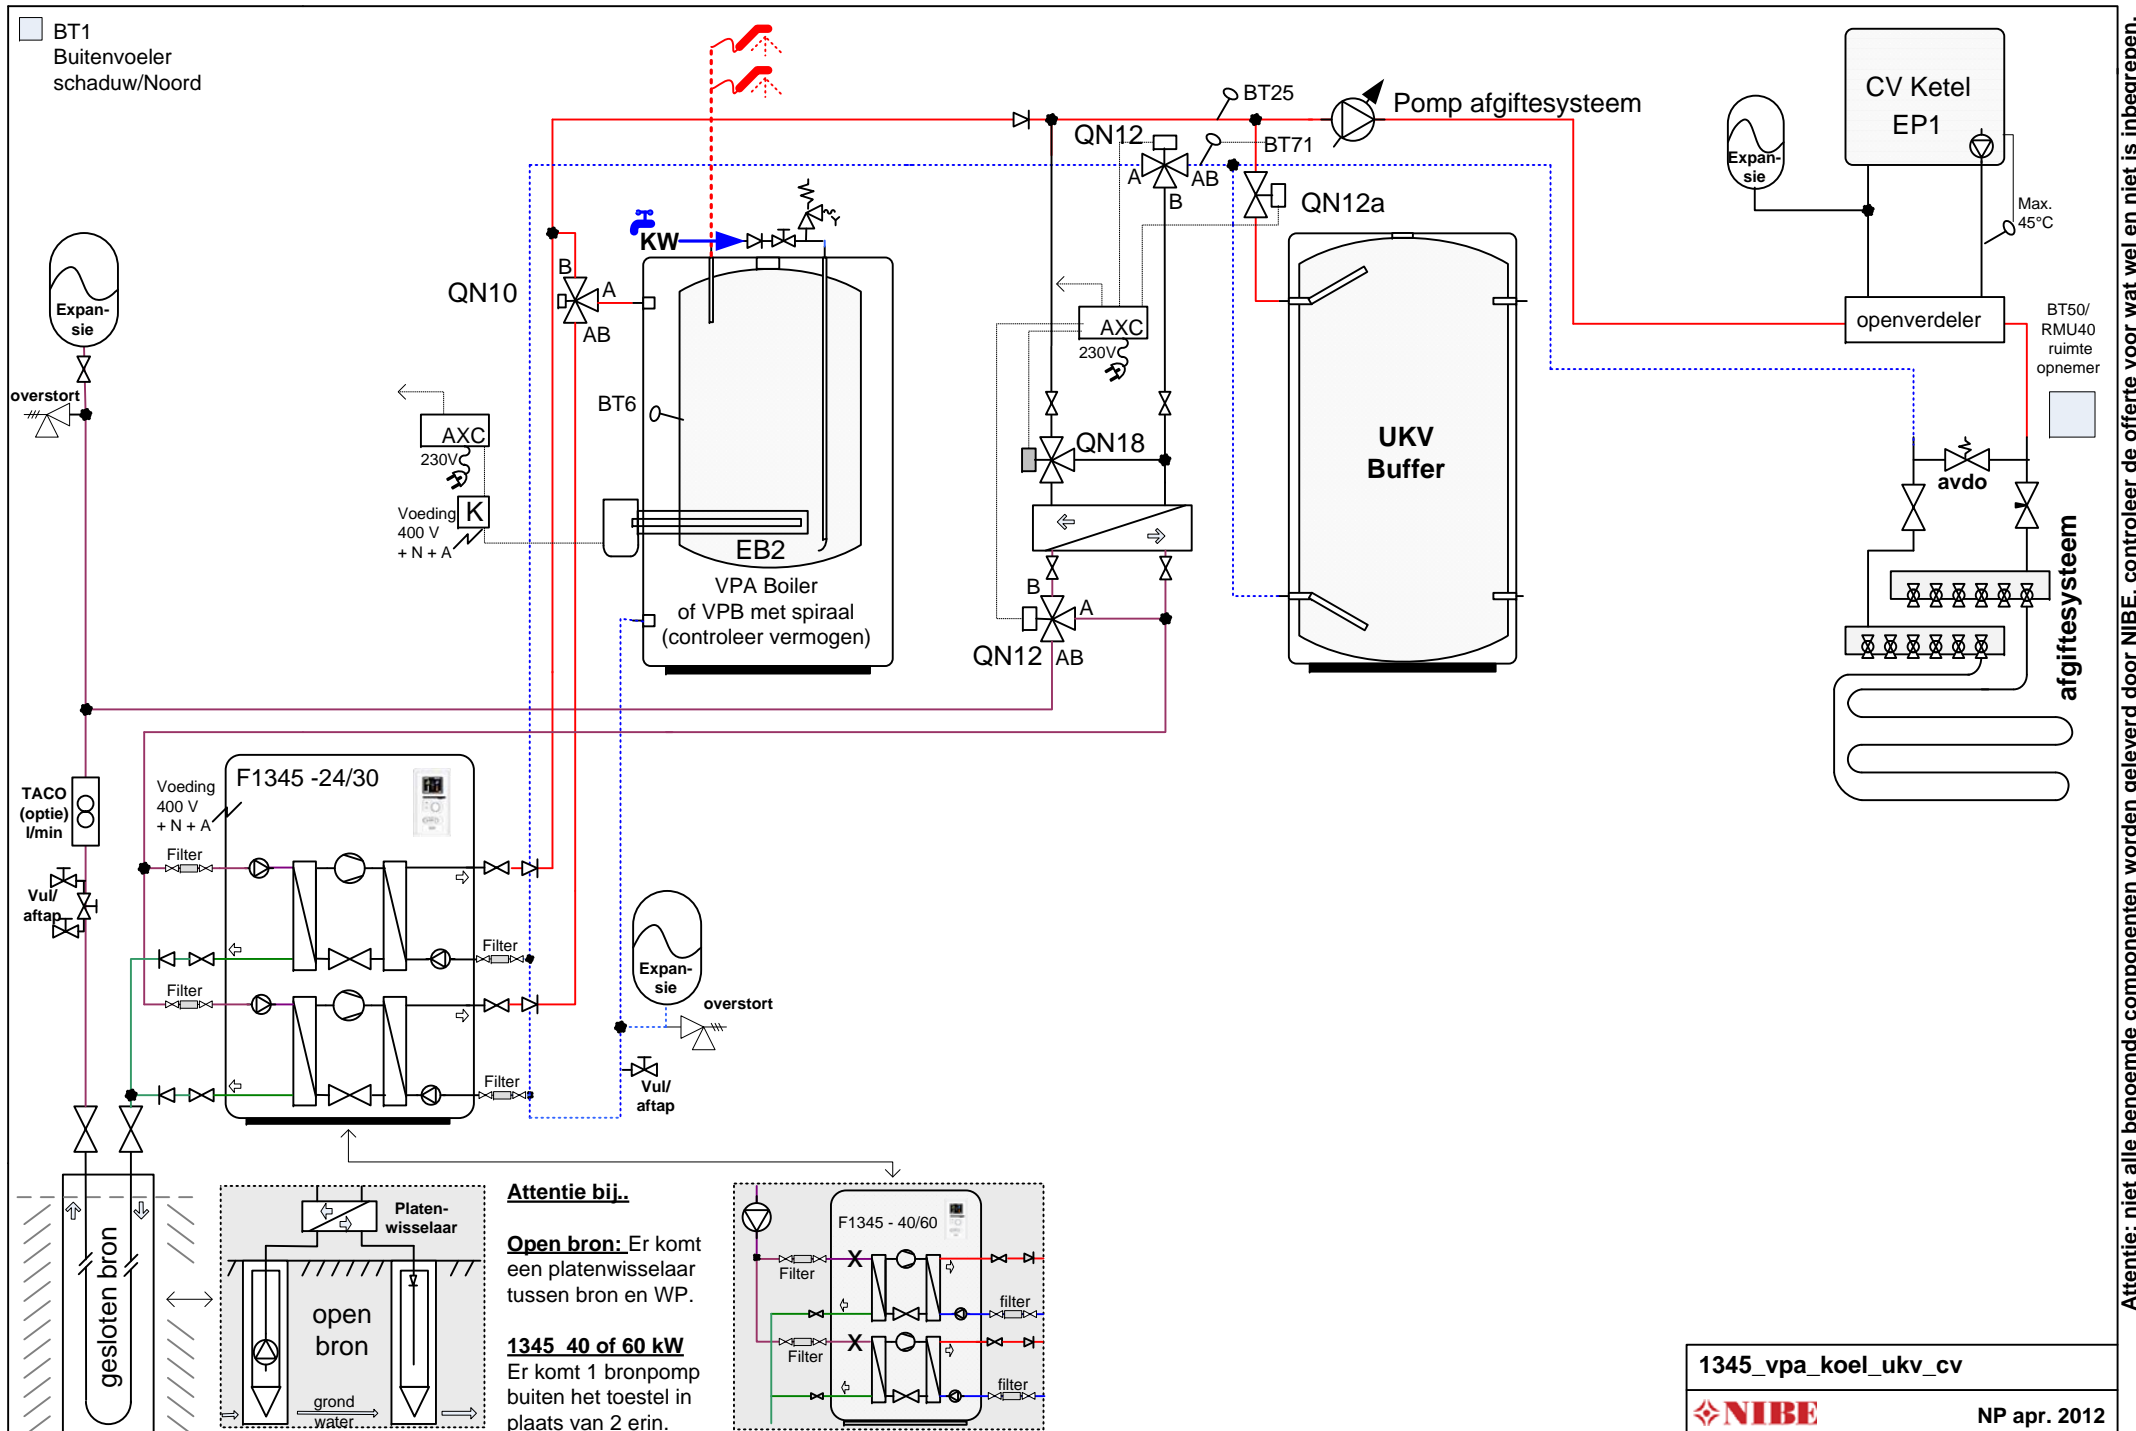 BT1
Buitenvoeler
schaduw/Noord
Expan-
sie
overstort
TACO
(optie)
l/min
Vul/
aftap
QN10
B
A
AB
KW
BT6
AXC
230V
K
Voeding
400 V
+ N + A
EB2
VPA Boiler
of VPB met spiraal
(controleer vermogen)
QN12
A
AB
B
BT25
BT71
Pomp afgiftesysteem
QN12a
AXC
230V
QN18
B
A
QN12
AB
UKV
Buffer
Expan-
sie
CV Ketel
EP1
Max.
45°C
openverdeler
BT50/
RMU40
ruimte
opnemer
avdo
afgiftesysteem
F1345 -24/30
Voeding
400 V
+ N + A
Filter
Filter
Filter
Filter
Expan-
sie
overstort
Vul/
aftap
gesloten bron
Platen-
wisselaar
open
bron
grond
water
Attentie bij..
Open bron: Er komt
een platenwisselaar
tussen bron en WP.
1345 40 of 60 kW
Er komt 1 bronpomp
buiten het toestel in
plaats van 2 erin.
F1345 - 40/60
Filter
filter
Filter
filter
1345_vpa_koel_ukv_cv
NIBE
NP apr. 2012
Attentie: niet alle benoemde componenten worden geleverd door NIBE, controleer de offerte voor wat wel en niet is inbegrepen.